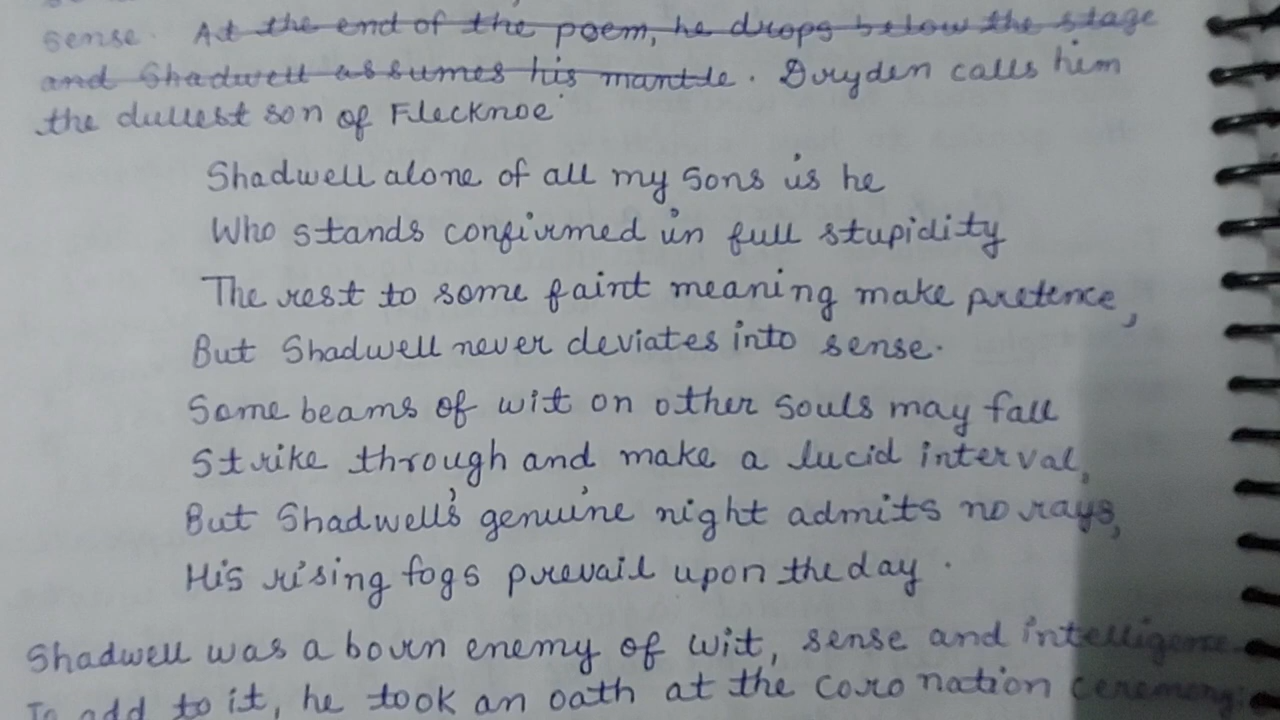 sense. At the end of the poem, he drops below the stage
and Shadwell assumes his mantle. Dryden calls him
the dullest son of Flecknoe
Shadwell alone of all my sons is he
Who stands confirmed in full stupidity
The rest to some faint meaning make pretence,
But Shadwell never deviates into sense.
Some beams of wit on other souls may fall
Strike through and make a lucid interval,
But Shadwell's genuine night admits no rays,
His rising fogs prevail upon the day.
Shadwell was a born enemy of wit, sense and intelligence
To add to it, he took an oath at the coronation ceremony